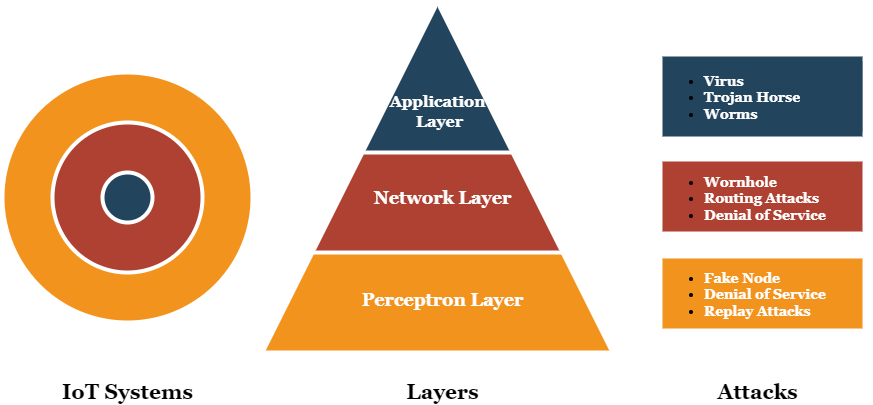 Application
Layer
Network Layer
Perceptron Layer
Virus
Trojan Horse
Worms
Wornhole
Routing Attacks
Denial of Service
Fake Node
Denial of Service
Replay Attacks
IoT Systems
Layers
Attacks